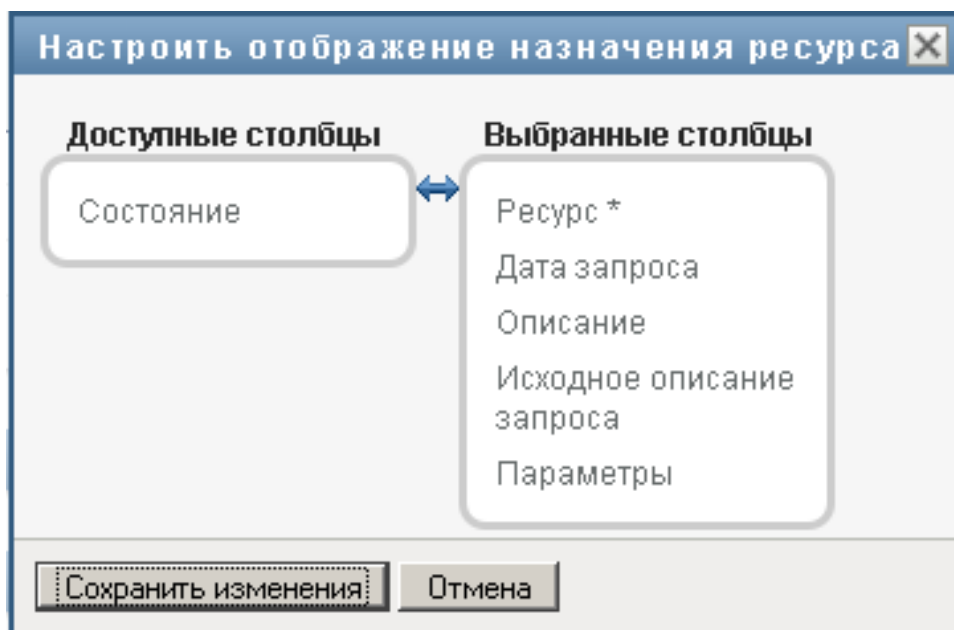 Настроить отображение назначения ресурса
Доступные столбцы
Выбранные столбцы
Состояние
Ресурс *
Дата запроса
Описание
Исходное описание
запроса
Параметры
Сохранить изменения
Отмена